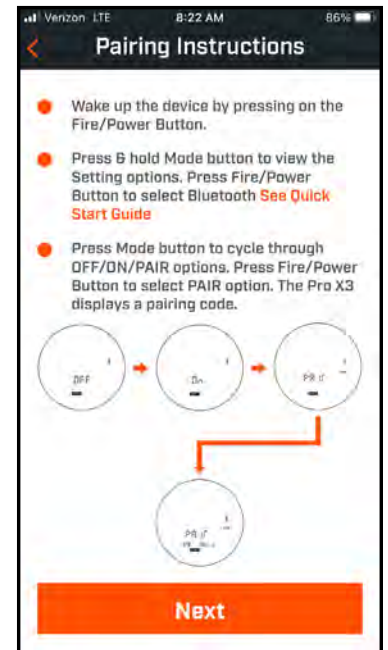 Verizon LTE 8:22 AM 86%
Pairing Instructions
Wake up the device by pressing on the
Fire/Power Button.
Press & hold Mode button to view the
Setting options. Press Fire/Power
Button to select Bluetooth See Quick
Start Guide
Press Mode button to cycle through
OFF/ON/PAIR options. Press Fire/Power
Button to select PAIR option. The Pro X3
displays a pairing code.
OFF On PAir
PAir
Next